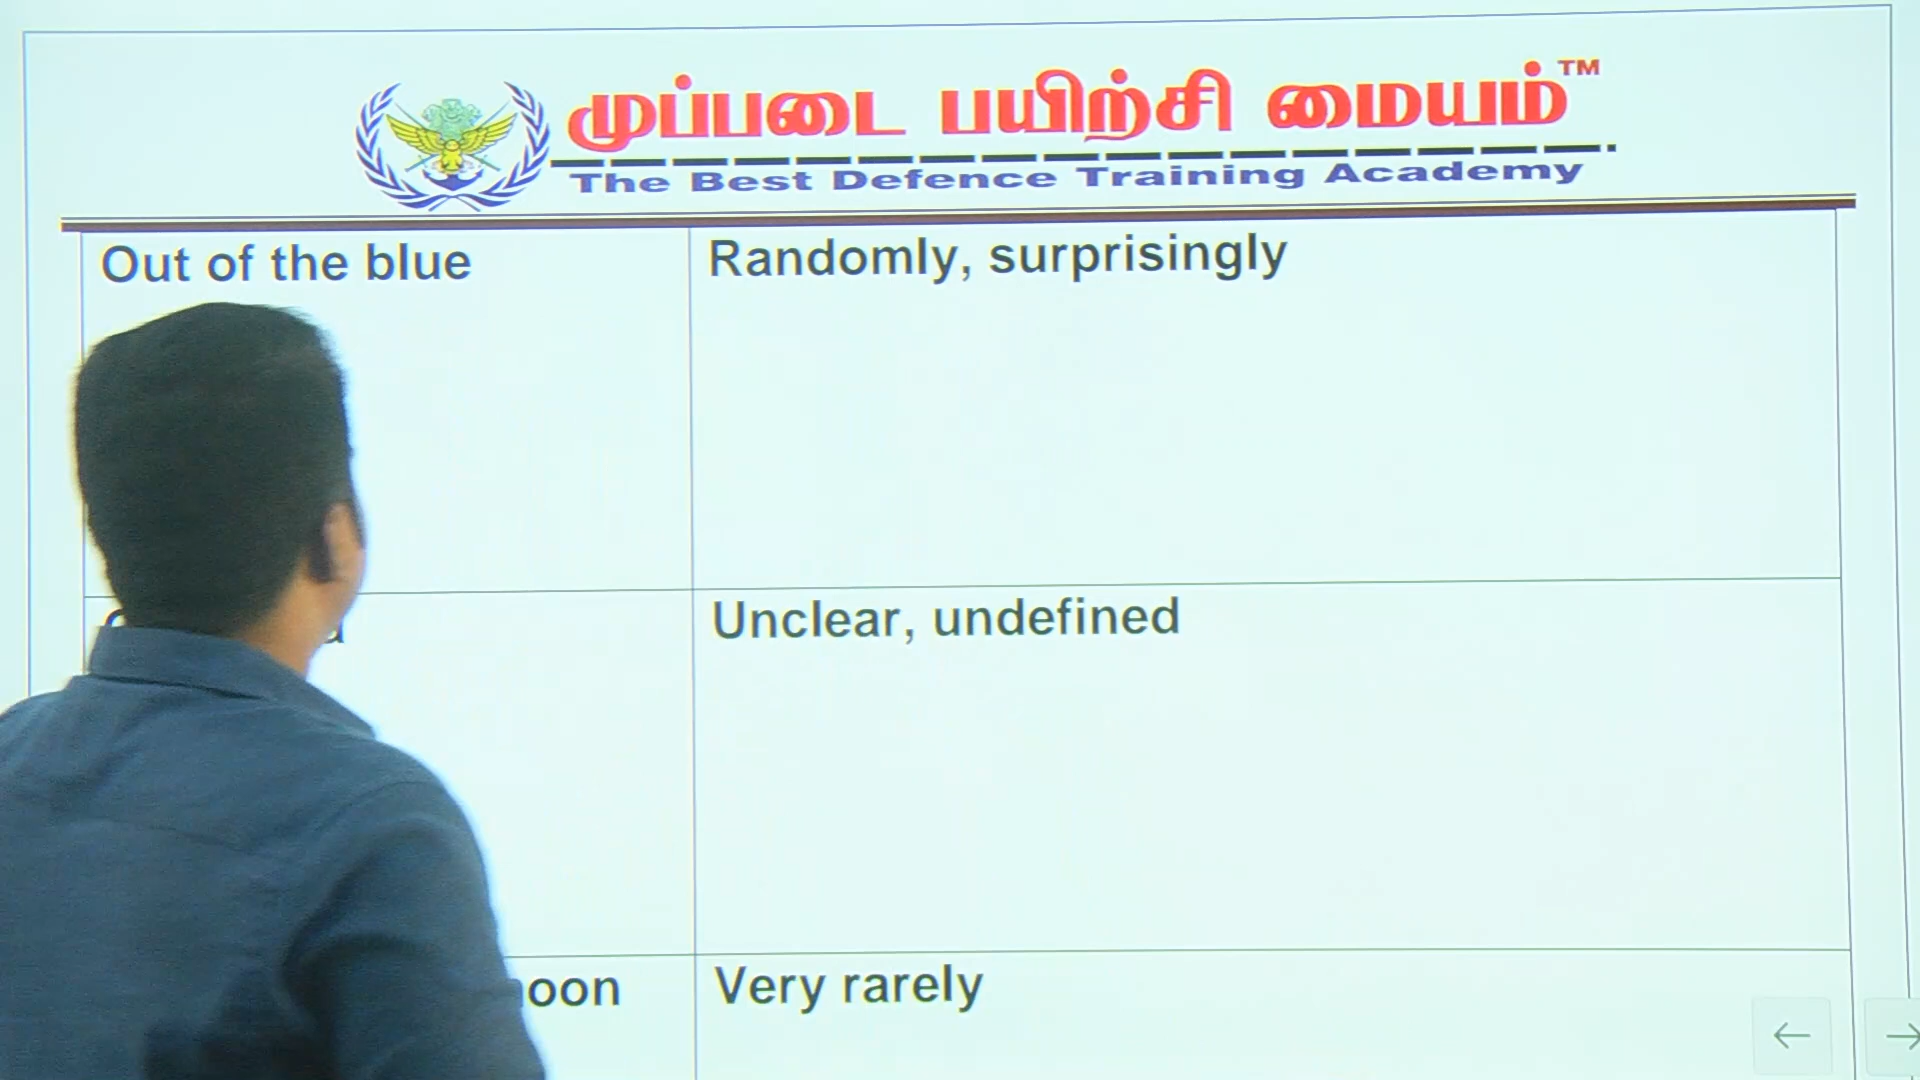 முப்படை பயிற்சி மையம்™
The Best Defence Training Academy
Out of the blue
Randomly, surprisingly
Unclear, undefined
Very rarely